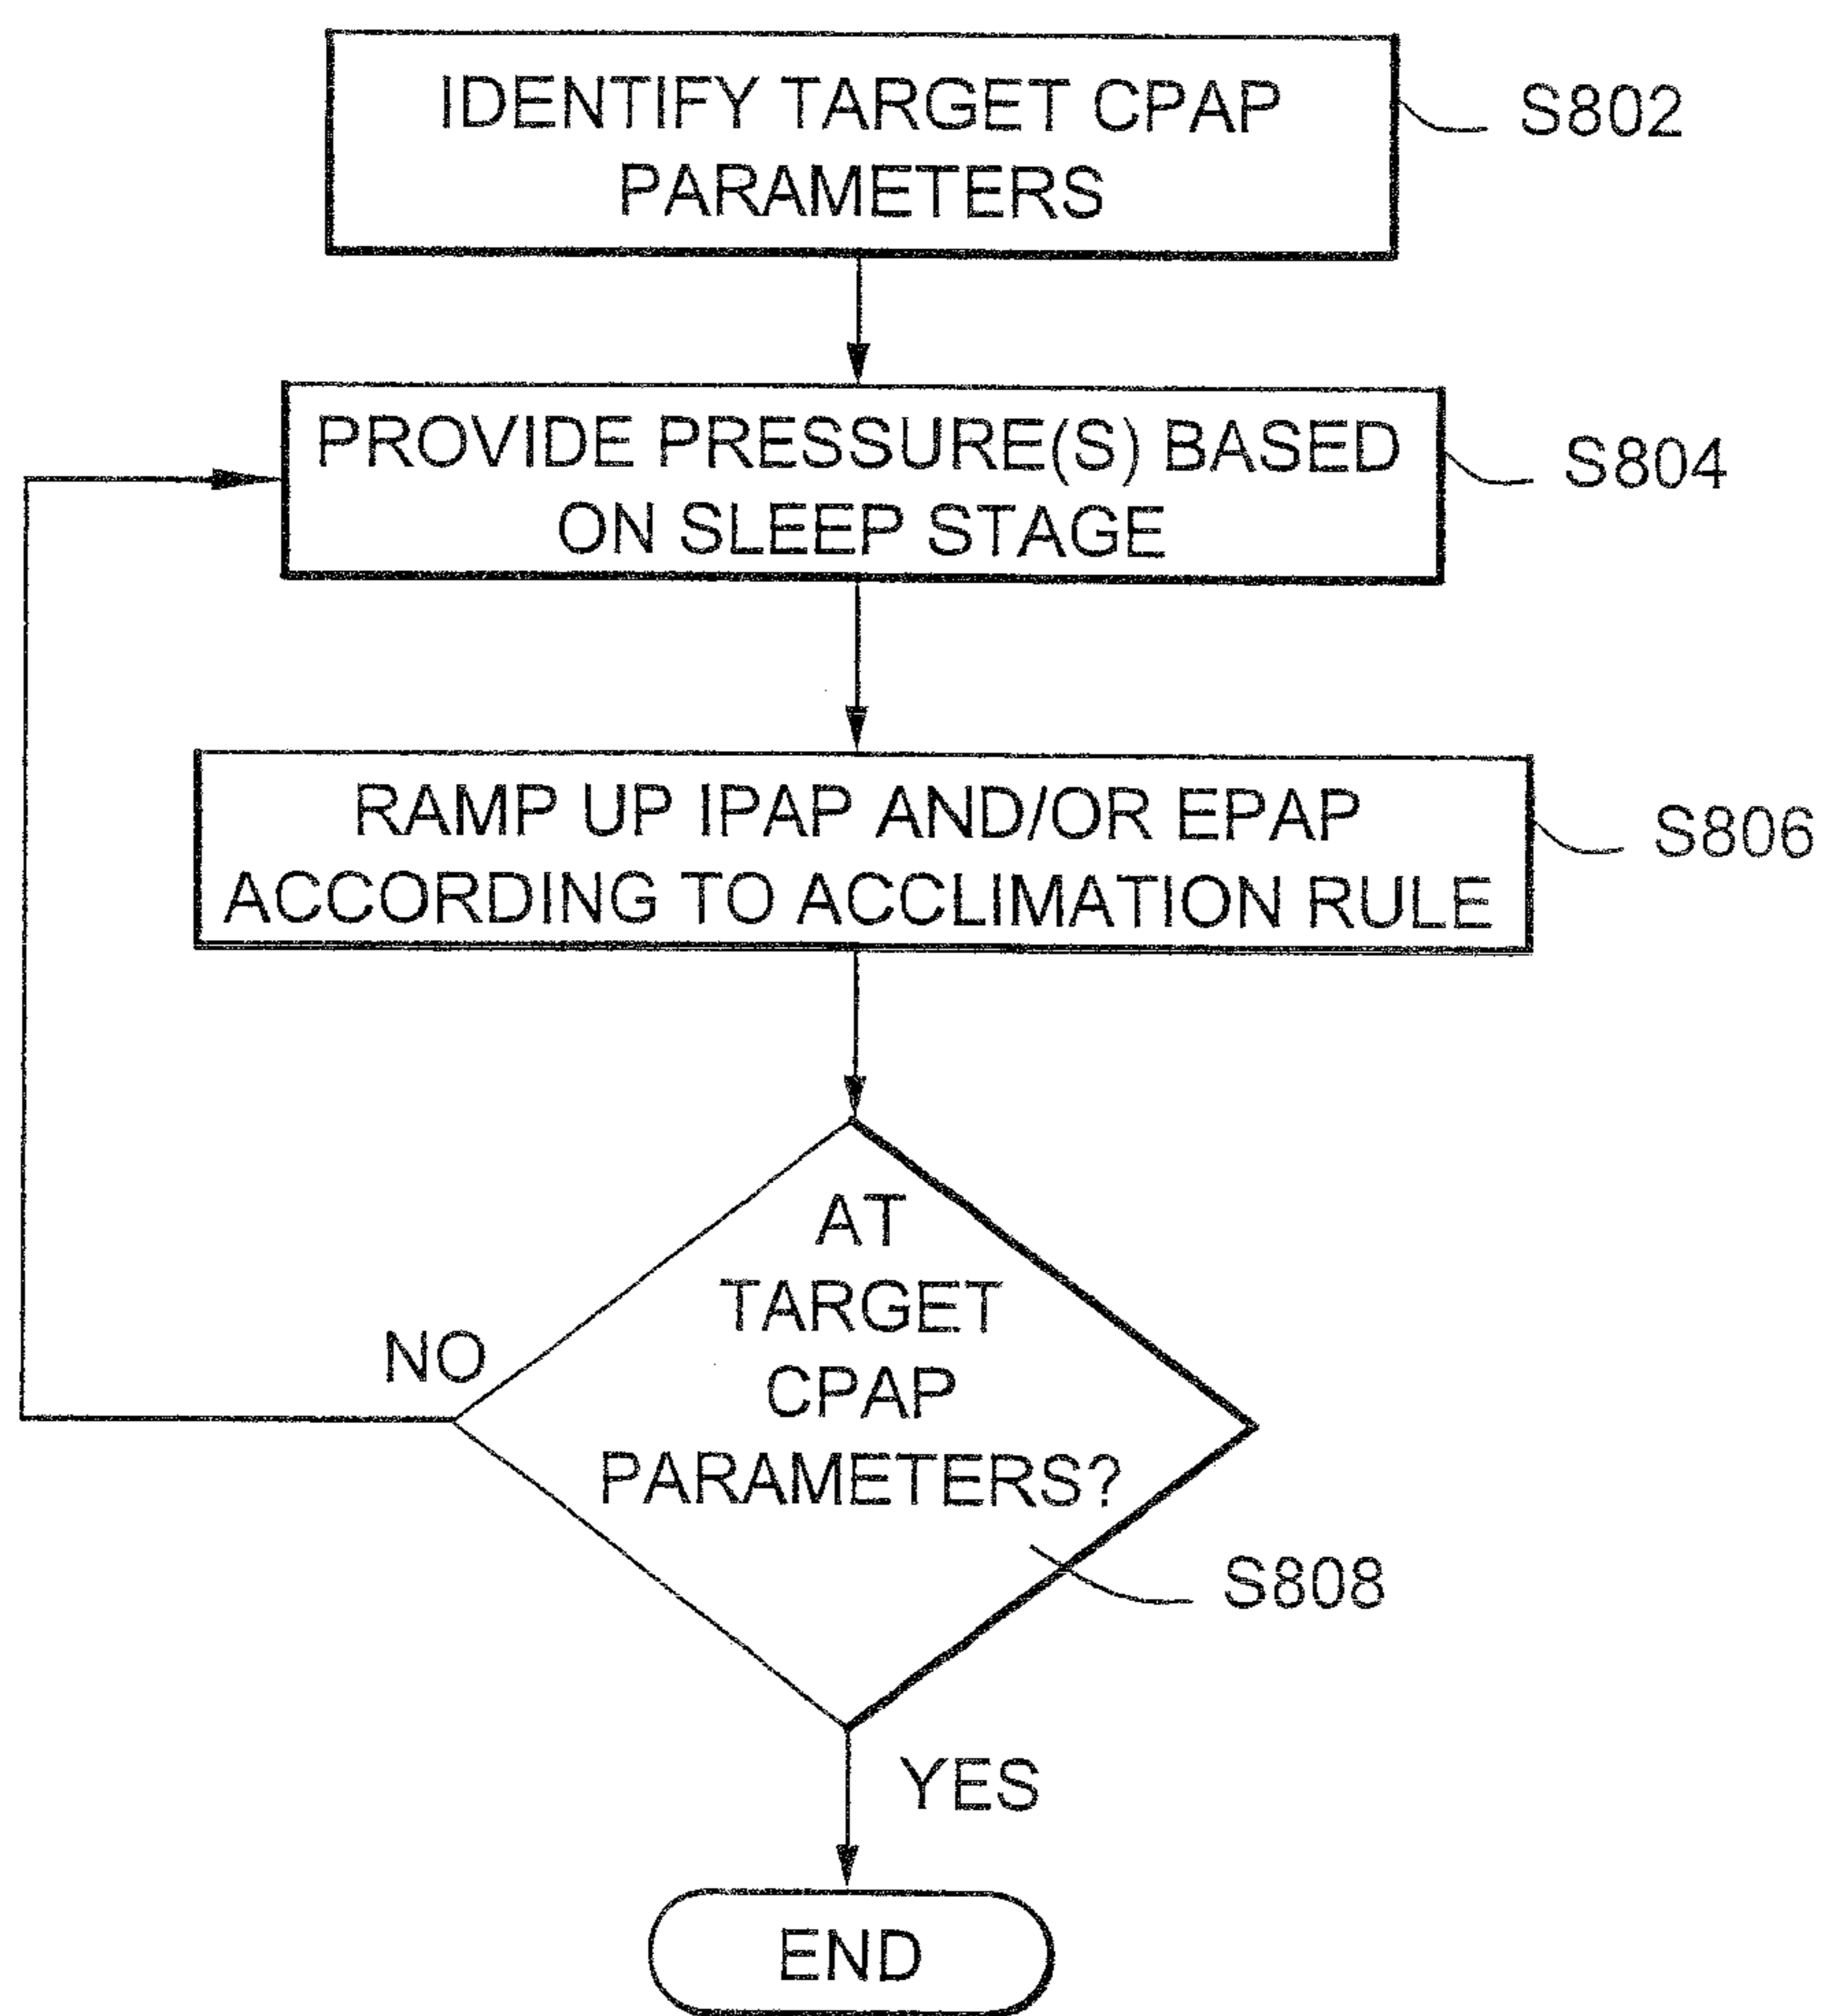 IDENTIFY TARGET CPAP
PARAMETERS
S802
PROVIDE PRESSURE(S) BASED
ON SLEEP STAGE
S804
RAMP UP IPAP AND/OR EPAP
ACCORDING TO ACCLIMATION RULE
S806
AT
TARGET
CPAP
PARAMETERS?
NO
S808
YES
END